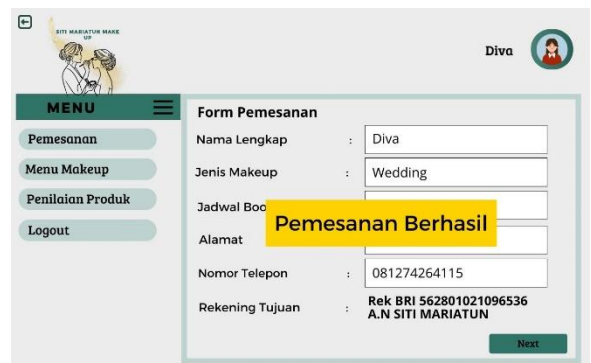 SITI MARIATUN MAKE
UP
Diva
MENU
Pemesanan
Menu Makeup
Penilaian Produk
Logout
Form Pemesanan
Nama Lengkap : Diva
Jenis Makeup : Wedding
Jadwal Boo
Pemesanan Berhasil
Alamat
Nomor Telepon : 081274264115
Rekening Tujuan : Rek BRI 562801021096536
A.N SITI MARIATUN
Next